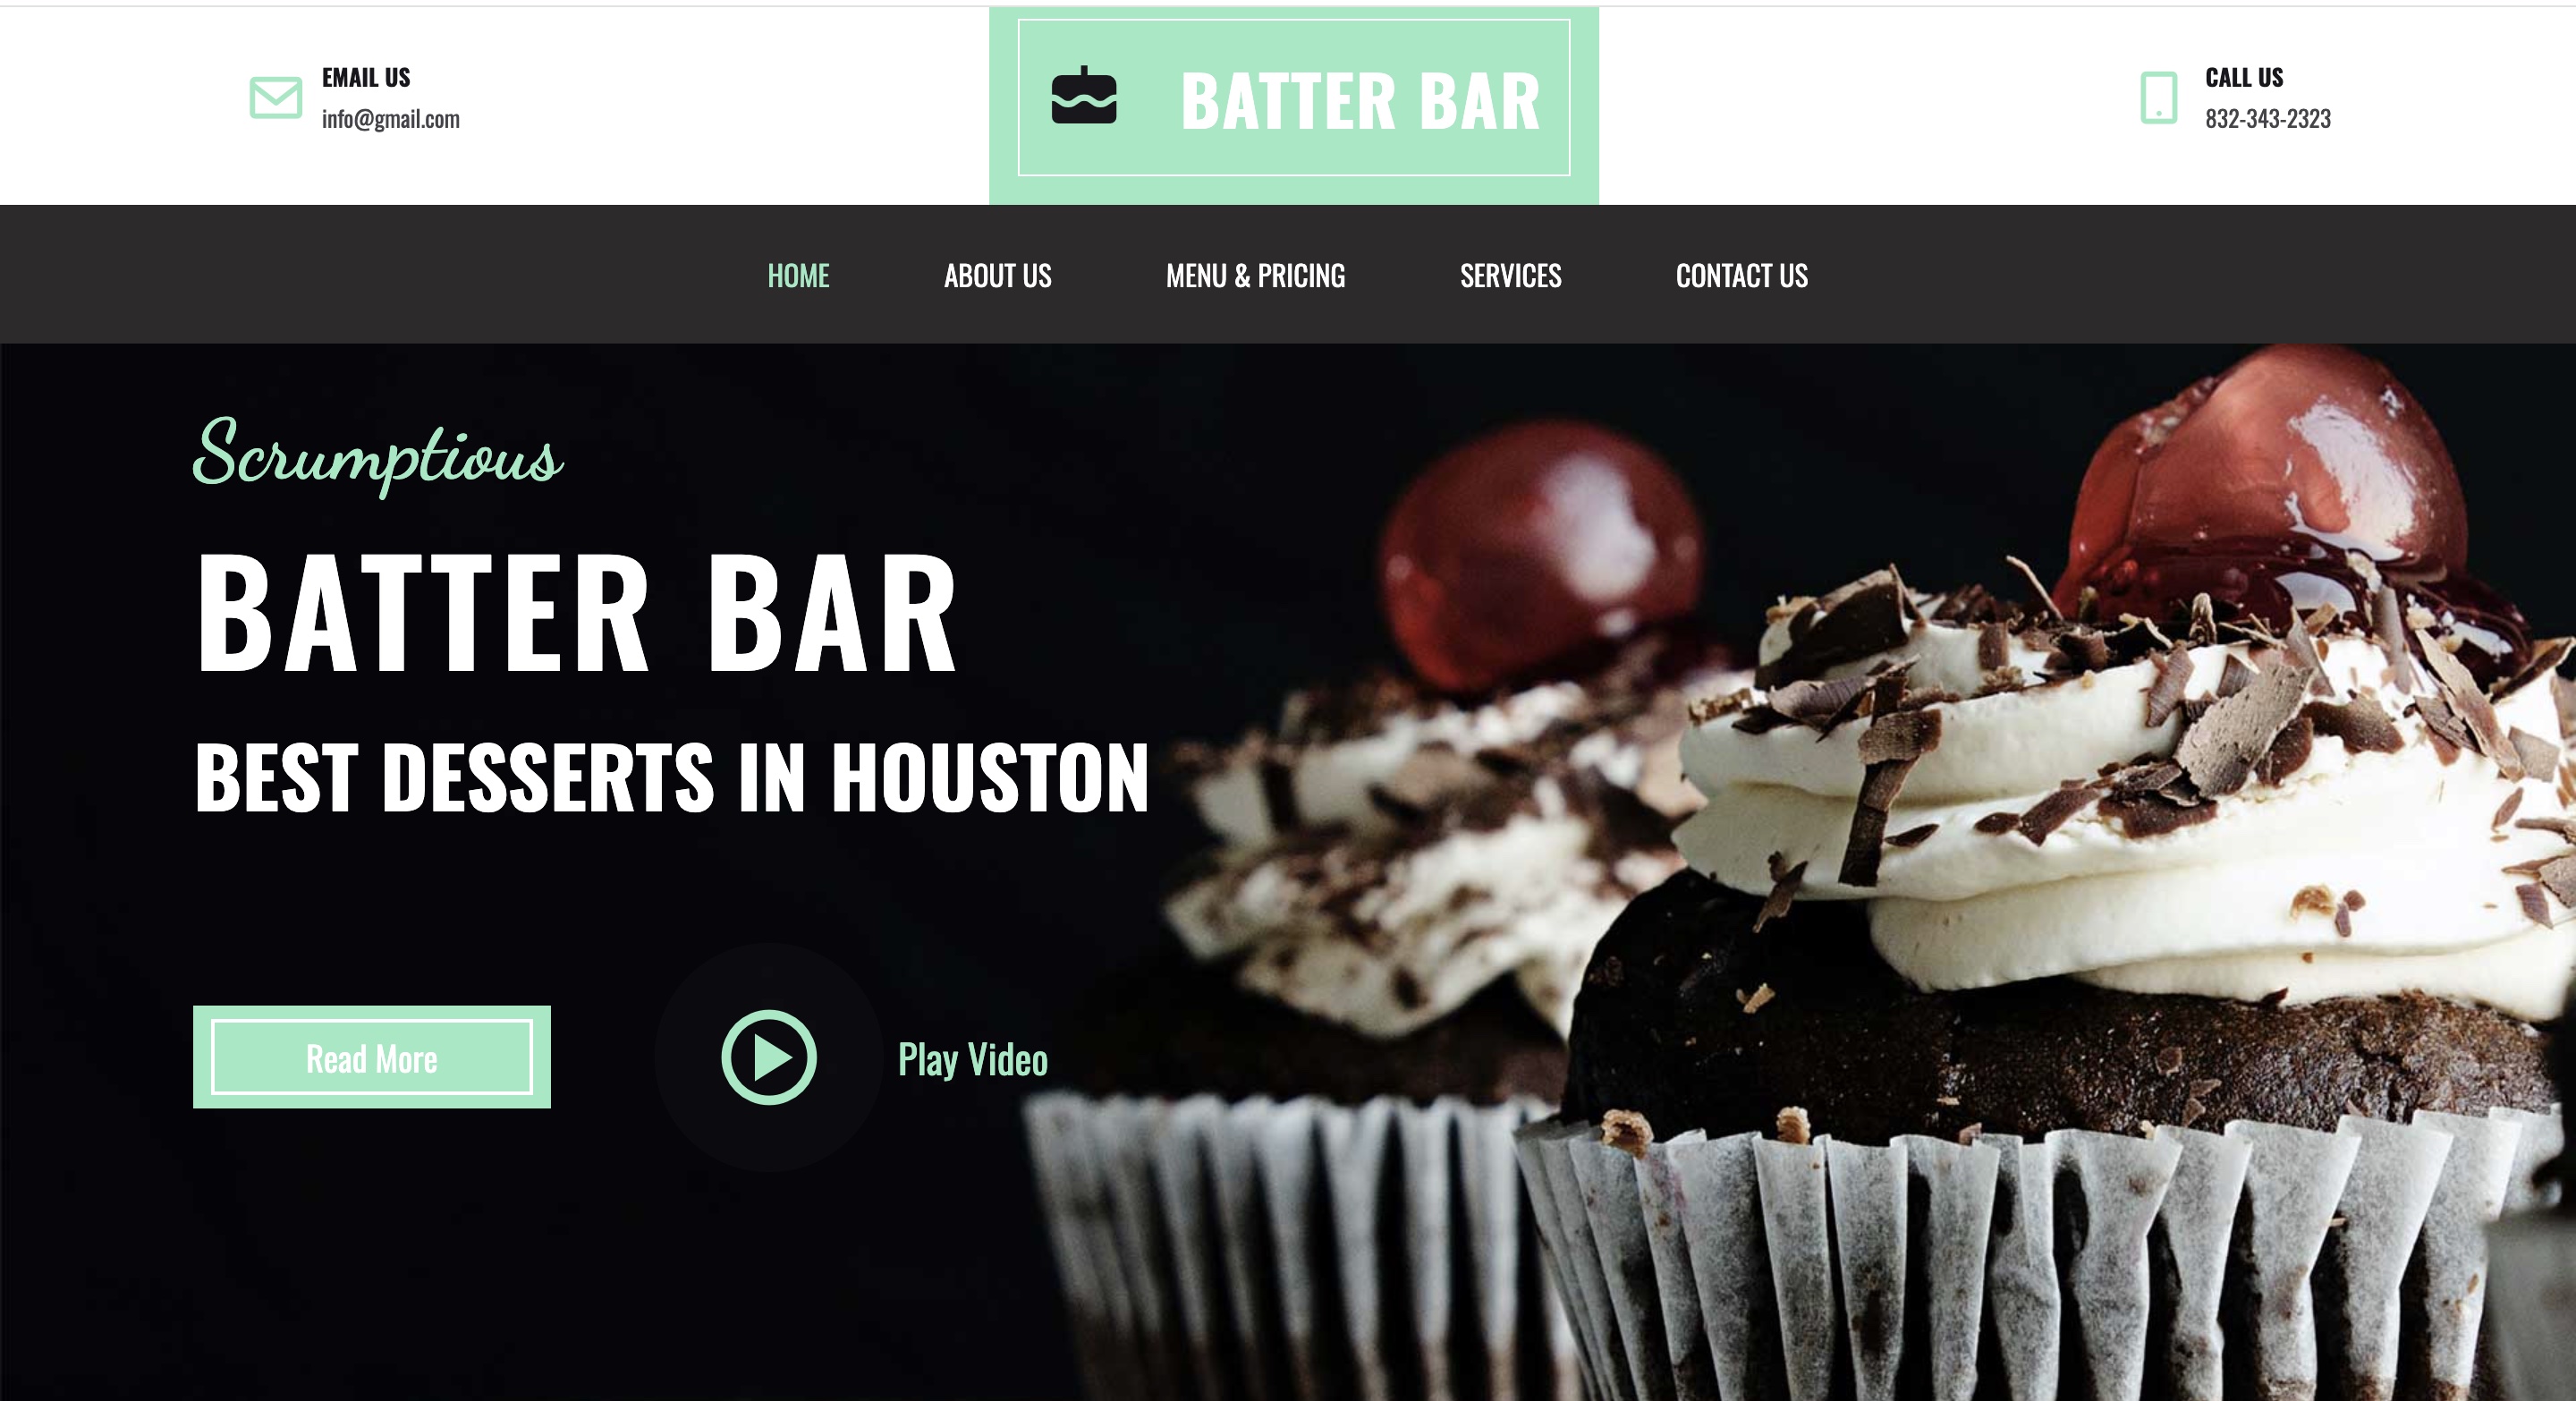 EMAIL US
info@gmail.com
BATTER BAR
CALL US
832-343-2323
HOME
ABOUT US
MENU & PRICING
SERVICES
CONTACT US
Scrumptious
BATTER BAR
BEST DESSERTS IN HOUSTON
Read More
Play Video